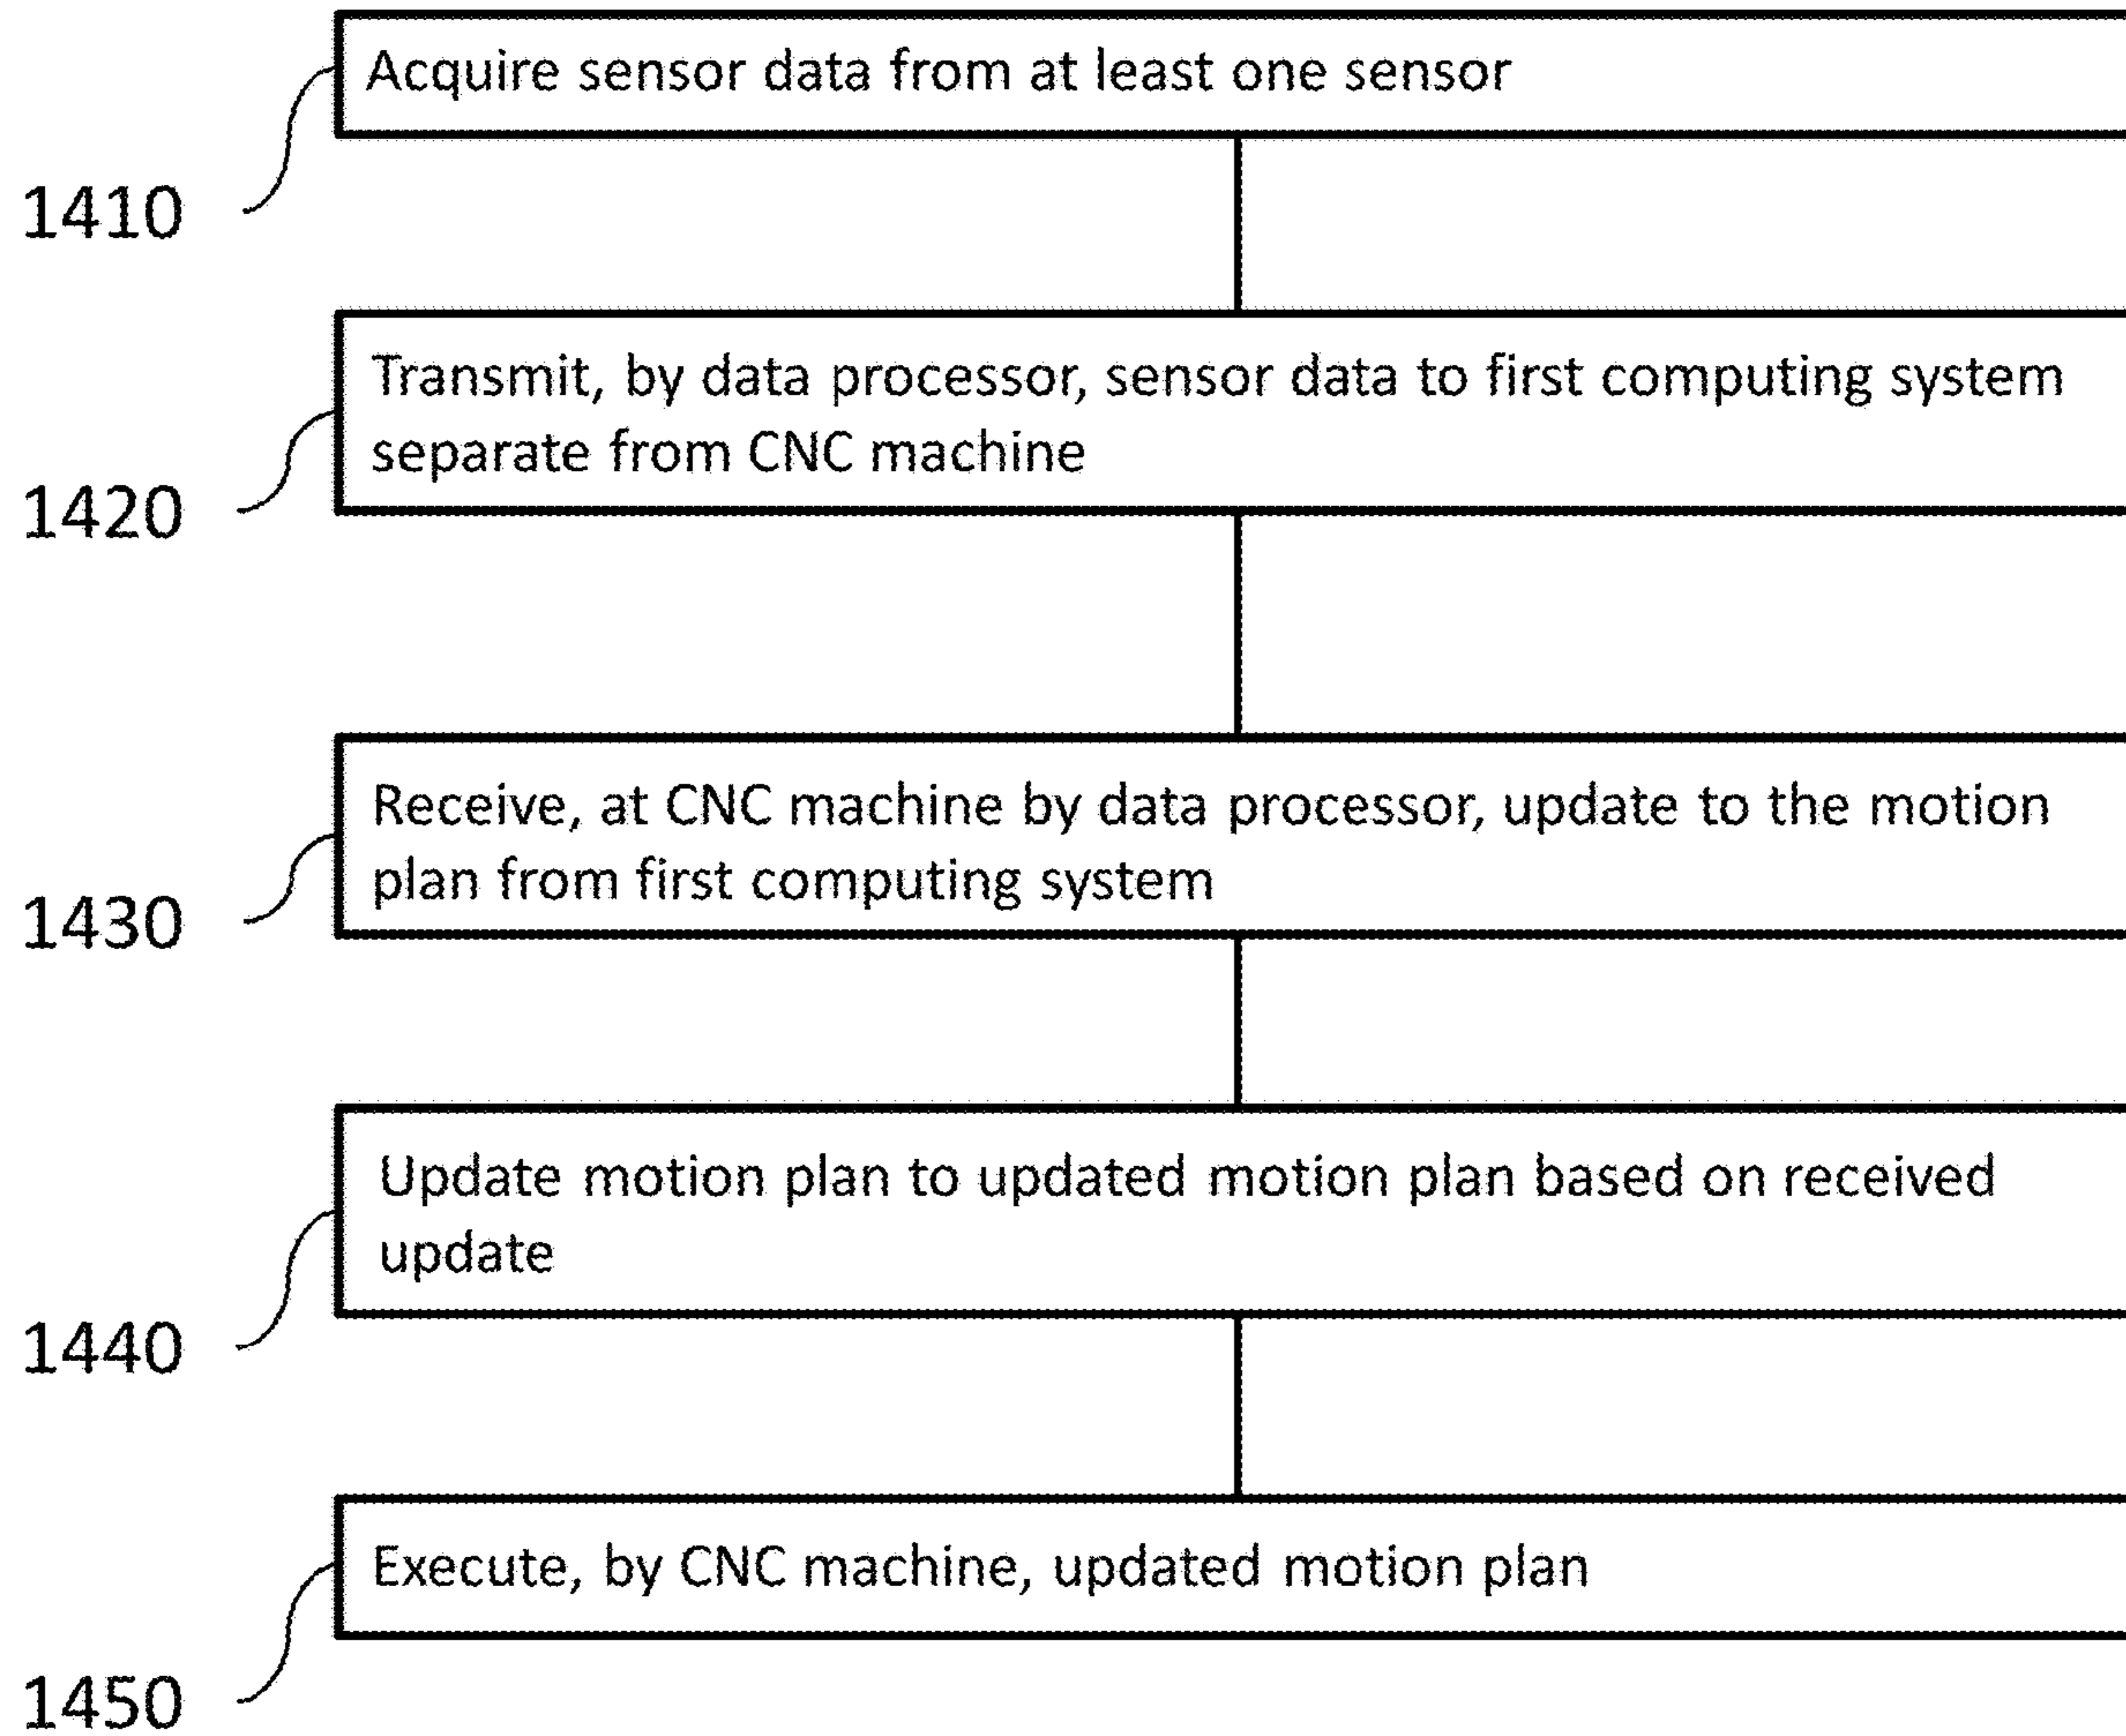 Acquire sensor data from at least one sensor
1410
Transmit, by data processor, sensor data to first computing system
separate from CNC machine
1420
Receive, at CNC machine by data processor, update to the motion
plan from first computing system
1430
Update motion plan to updated motion plan based on received
update
1440
Execute, by CNC machine, updated motion plan
1450